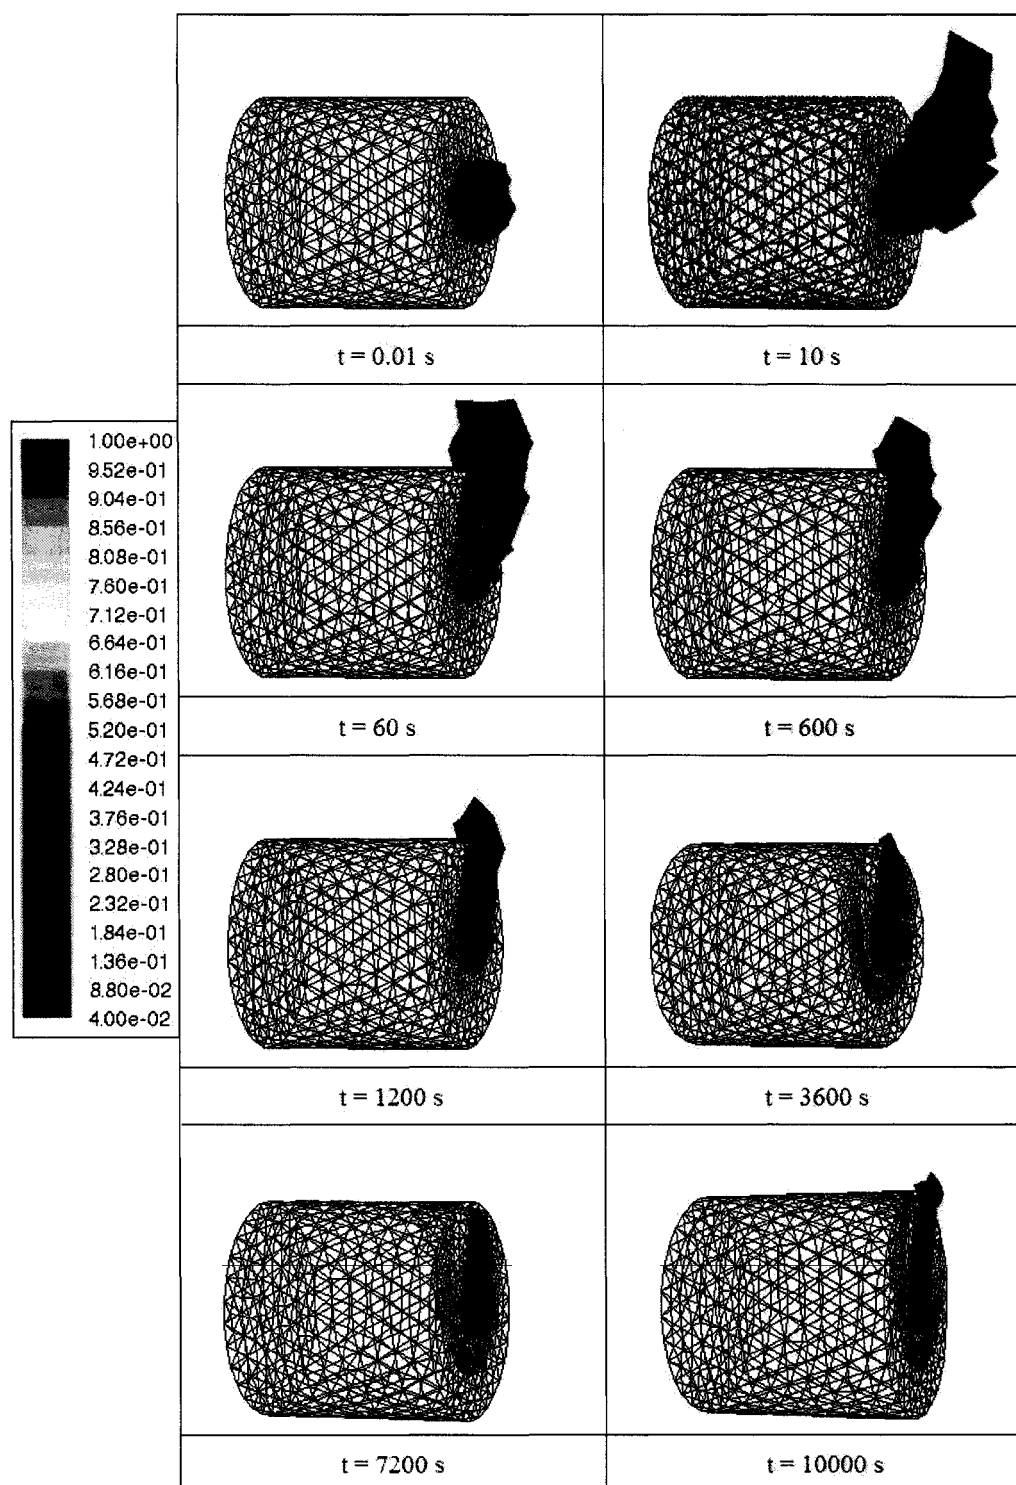 t = 0.01 s
t = 10 s
1.00e+00
9.52e-01
9.04e-01
8.56e-01
8.08e-01
7.60e-01
7.12e-01
6.64e-01
6.16e-01
5.68e-01
5.20e-01
4.72e-01
4.24e-01
3.76e-01
3.28e-01
2.80e-01
2.32e-01
1.84e-01
1.36e-01
8.80e-02
4.00e-02
t = 60 s
t = 600 s
t = 1200 s
t = 3600 s
t = 7200 s
t = 10000 s